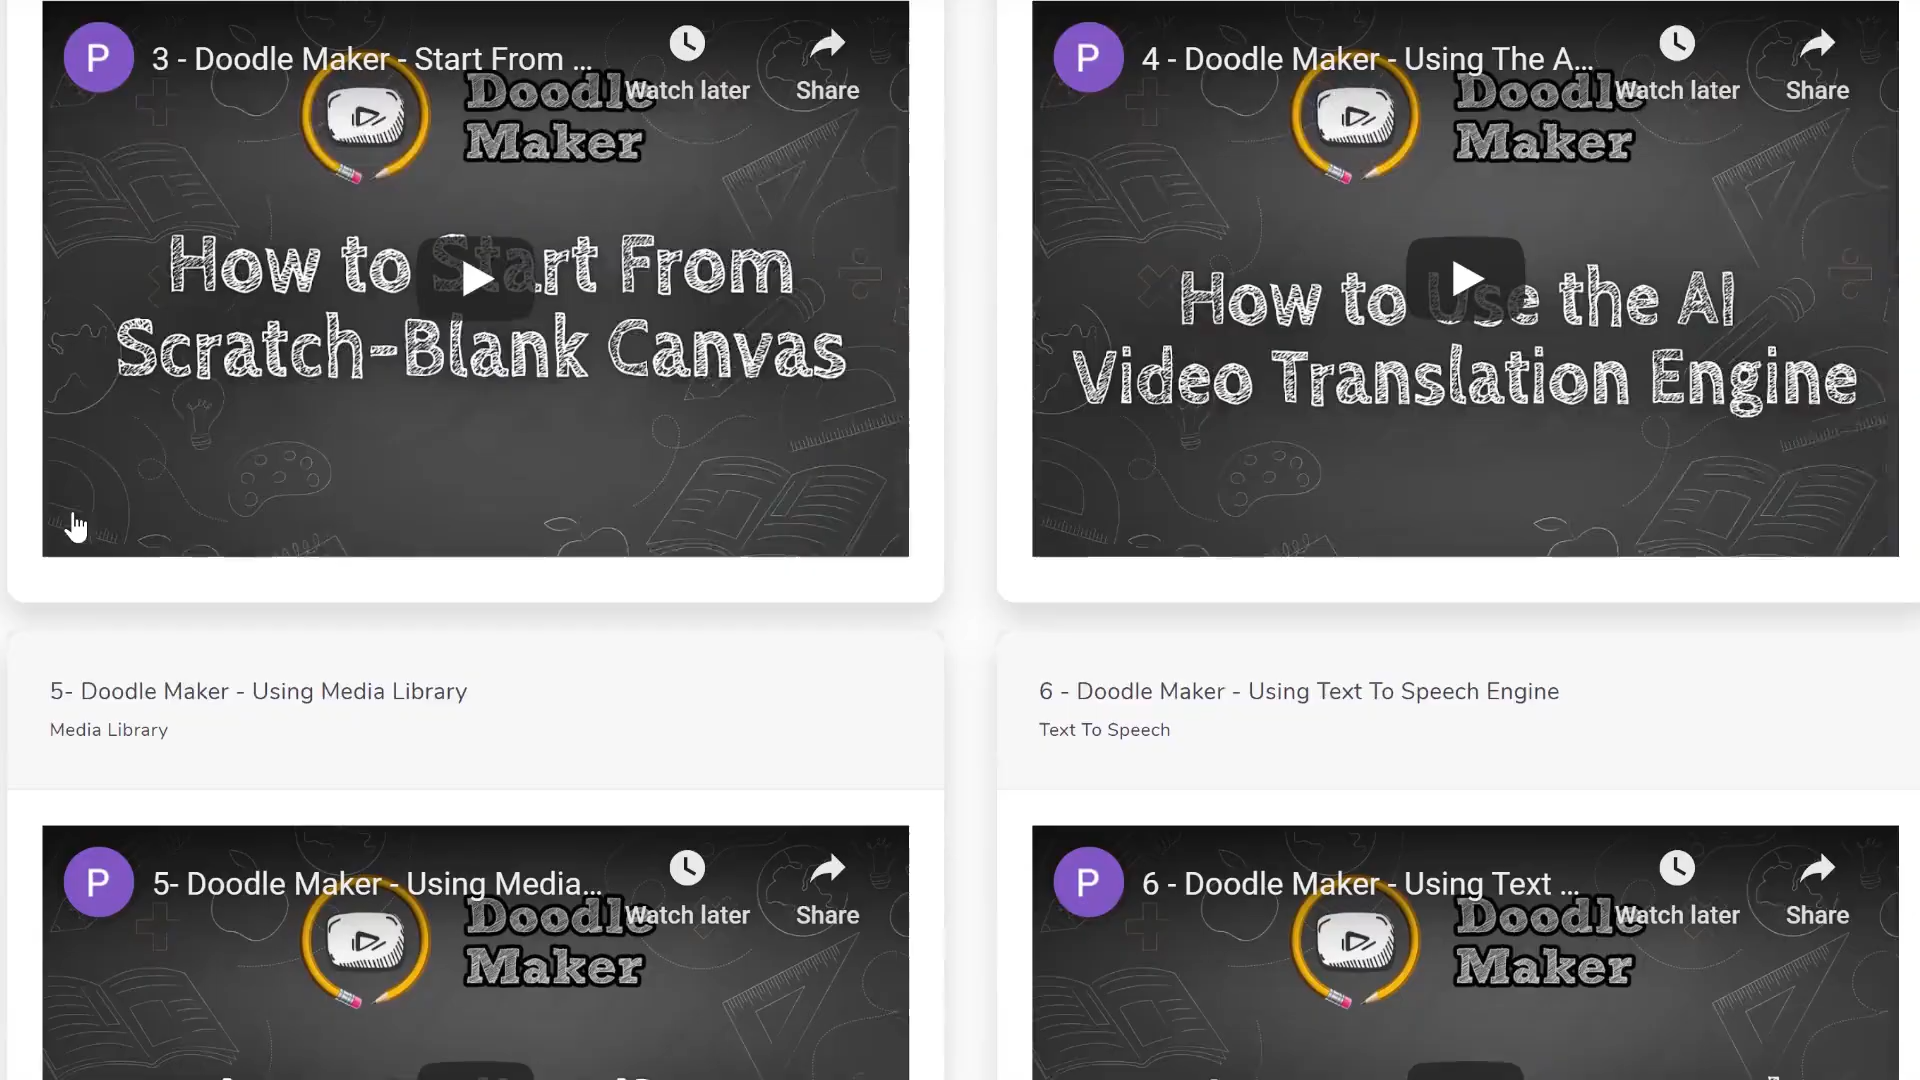 P
3 - Doodle Maker - Start From ...
Watch later
Share
Doodle
Maker
How to Start From
Scratch-Blank Canvas
P
4 - Doodle Maker - Using The A...
Watch later
Share
Doodle
Maker
How to Use the AI
Video Translation Engine
5- Doodle Maker - Using Media Library
Media Library
6 - Doodle Maker - Using Text To Speech Engine
Text To Speech
P
5- Doodle Maker - Using Media...
Watch later
Share
Doodle
Maker
P
6 - Doodle Maker - Using Text ...
Watch later
Share
Doodle
Maker